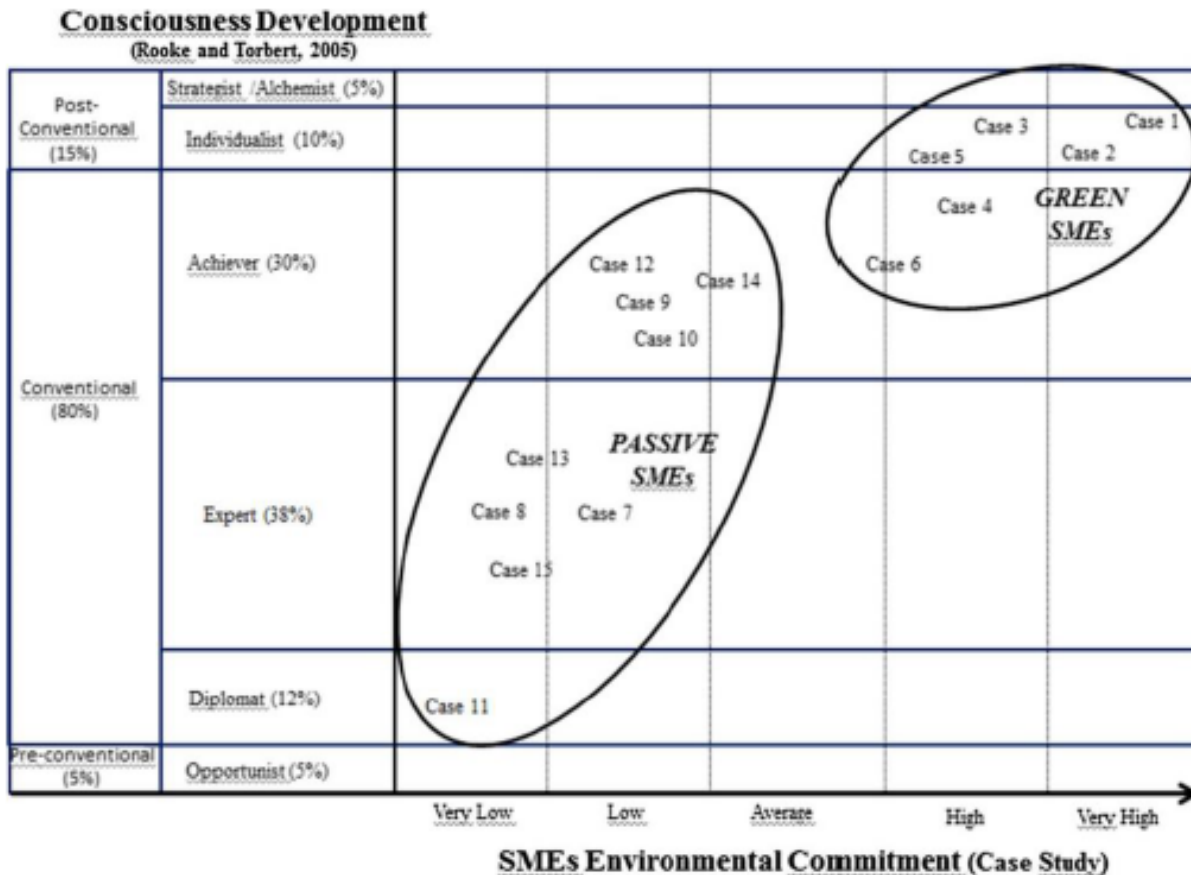 Consciousness Development
(Rooke and Torbert, 2005)
Strategist /Alchemist (5%)
Post-
Conventional
(15%)
Individualist (10%)
Case 3
Case 1
Case 5
Case 2
GREEN
SMEs
Case 4
Achiever (30%)
Case 12
Case 6
Case 14
Case 9
Case 10
Conventional
(80%)
PASSIVE
SMEs
Case 13
Expert (38%)
Case 8
Case 7
Case 15
Diplomat (12%)
Case 11
Pre-conventional
(5%)
Opportunist (5%)
Very Low
Low
Average
High
Very High
SMEs Environmental Commitment (Case Study)